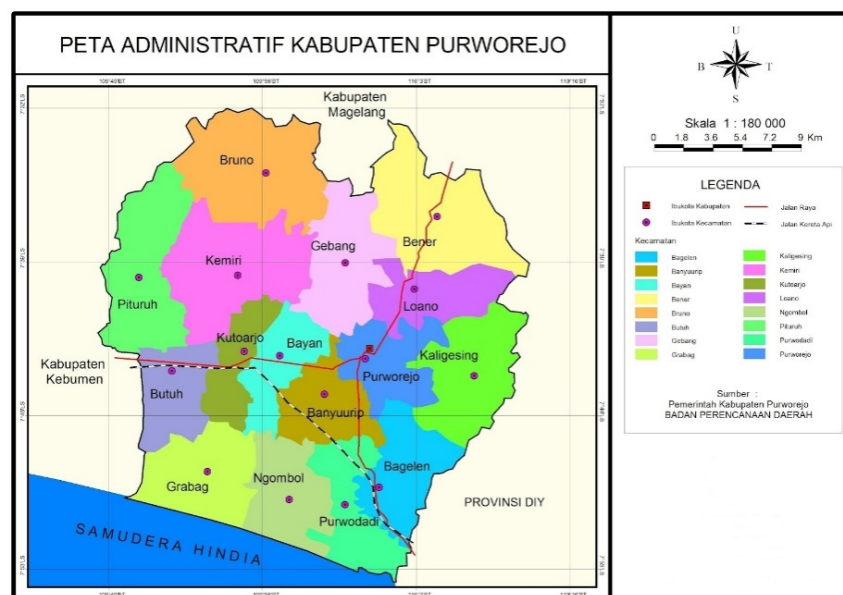 PETA ADMINISTRATIF KABUPATEN PURWOREJO
Kabupaten
Magelang
Bruno
Bener
Gebang
Kemiri
Pituruh
Loano
Kutoarjo
Bayan
Kaligesing
Kabupaten
Kebumen
Purworejo
Butuh
Banyuurip
Bagelen
Grabag
Ngombol
Purwodadi
PROVINSI DIY
SAMUDERA HINDIA
U
B T
S
Skala 1 : 180 000
0 1.8 3.6 5.4 7.2 9 Km
LEGENDA
Ibukota Kabupaten Jalan Raya
Ibukota Kecamatan Jalan Kereta Api
Kecamatan
Bagelen Kaligesing
Banyuurip Kemiri
Bayan Kutoarjo
Bener Loano
Bruno Ngombol
Butuh Pituruh
Gebang Purwodadi
Grabag Purworejo
Sumber :
Pemerintah Kabupaten Purworejo
BADAN PERENCANAAN DAERAH